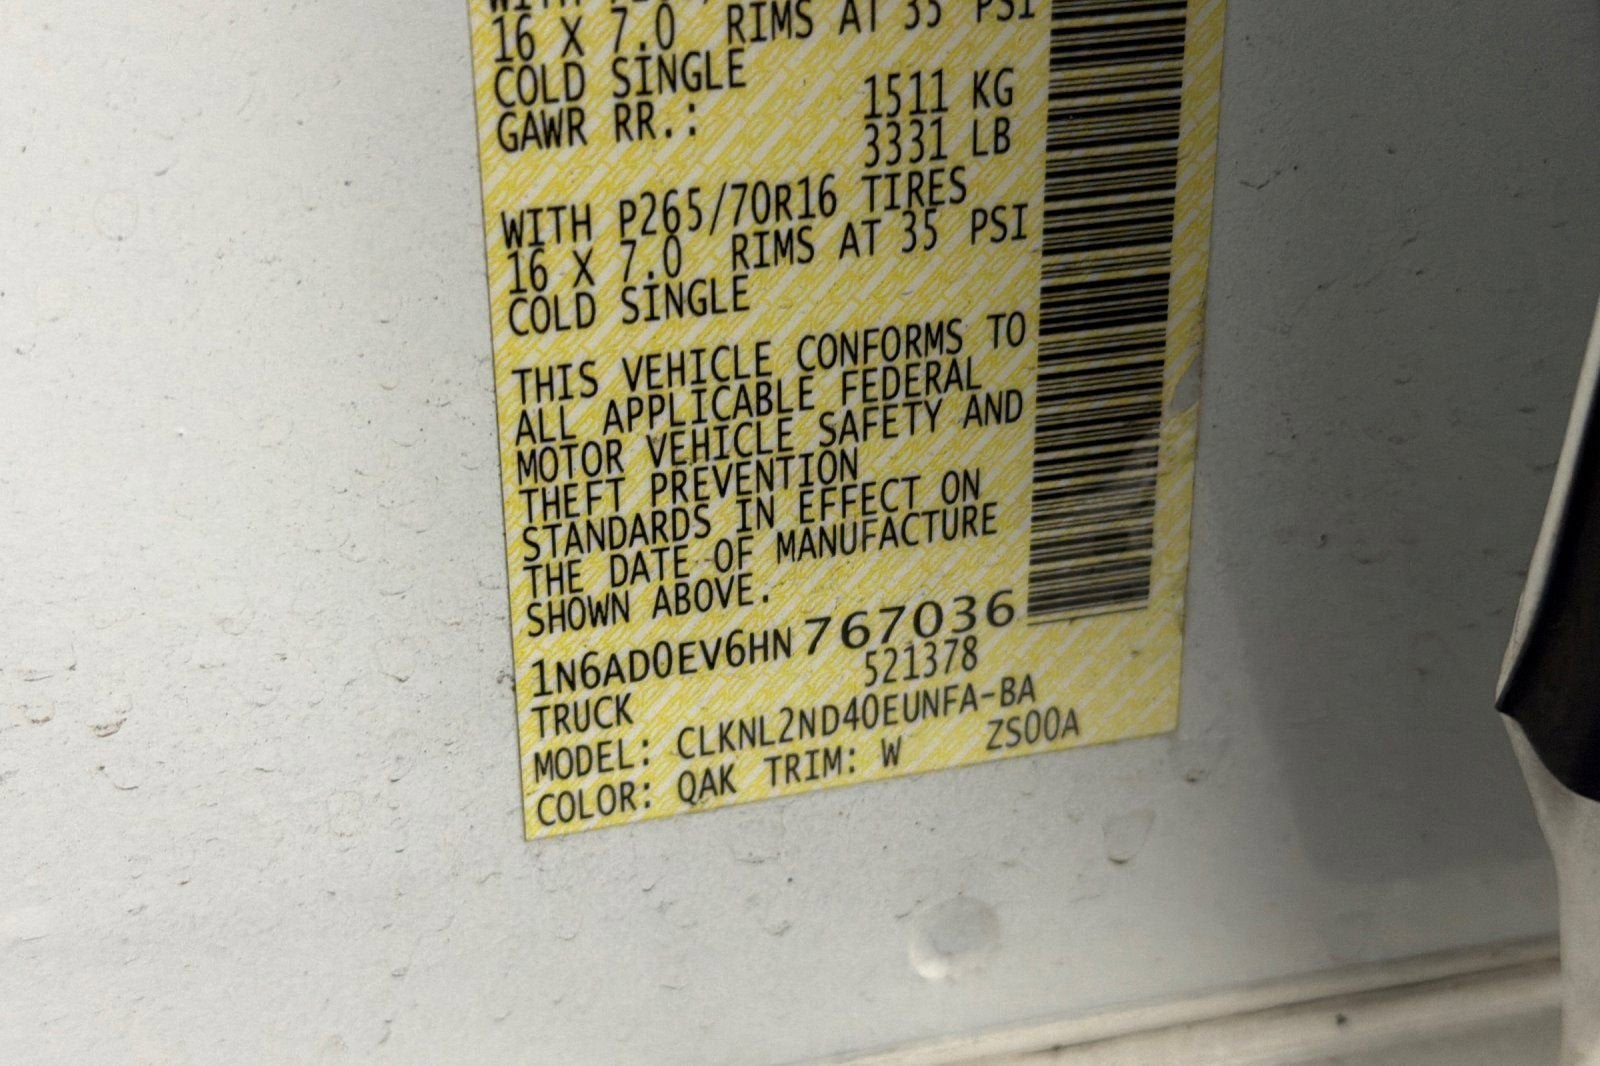 16 X 7.0 RIMS AT 35 PSI
COLD SINGLE
GAWR RR.: 1511 KG
3331 LB
WITH P265/70R16 TIRES
16 X 7.0 RIMS AT 35 PSI
COLD SINGLE
THIS VEHICLE CONFORMS TO
ALL APPLICABLE FEDERAL
MOTOR VEHICLE SAFETY AND
THEFT PREVENTION
STANDARDS IN EFFECT ON
THE DATE OF MANUFACTURE
SHOWN ABOVE.
1N6AD0EV6HN767036
TRUCK 521378
MODEL: CLKNL2ND40EUNFA-BA
COLOR: QAK TRIM: W ZS00A